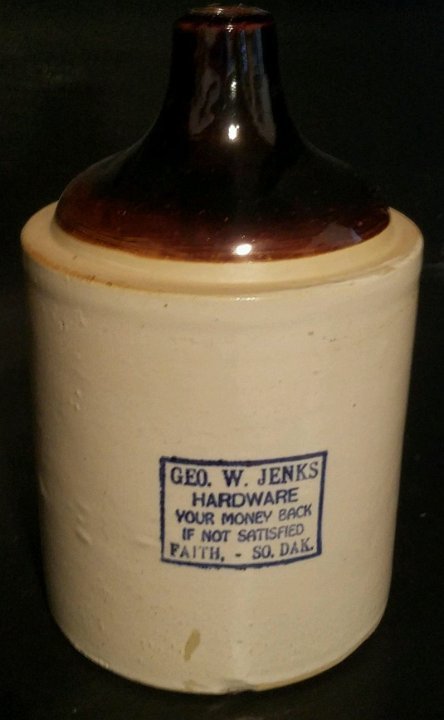 GEO. W. JENKS
HARDWARE
YOUR MONEY BACK
IF NOT SATISFIED
FAITH, - SO. DAK.